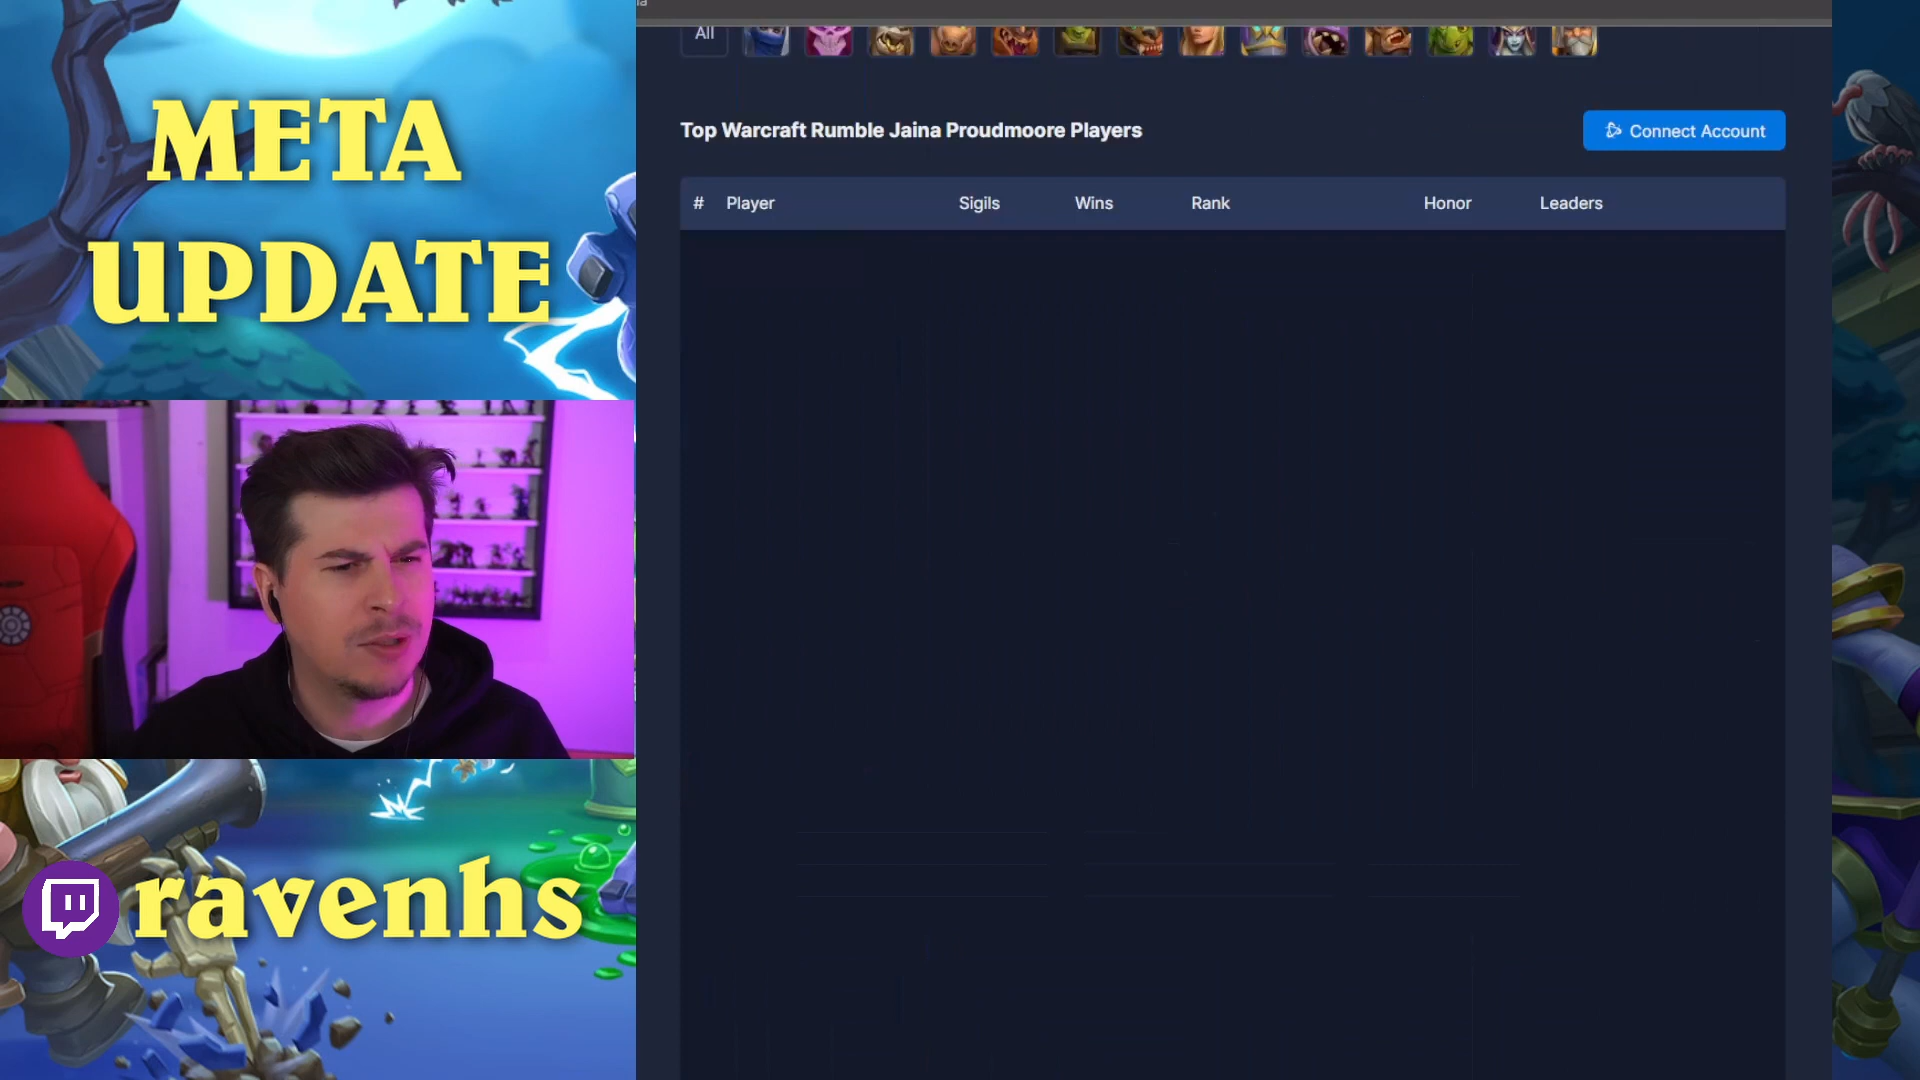 META
UPDATE
ravenhs
All
Top Warcraft Rumble Jaina Proudmoore Players
Connect Account
# Player Sigils Wins Rank Honor Leaders